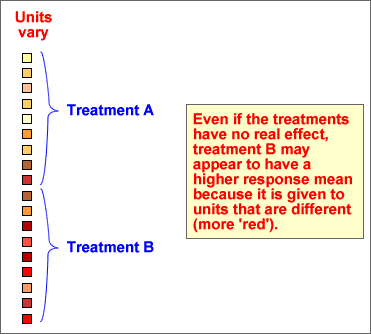 Units
vary
Treatment A
Even if the treatments
have no real effect,
treatment B may
appear to have a
higher response mean
because it is given to
units that are different
(more 'red').
Treatment B